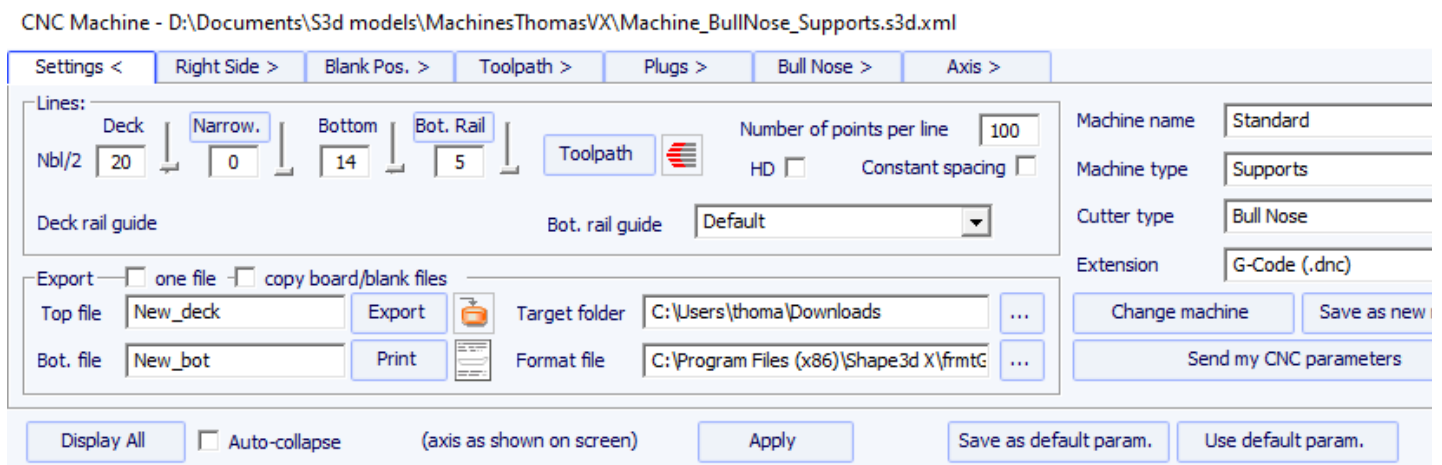 CNC Machine - D:\Documents\S3d models\MachinesThomasVX\Machine_BullNose_Supports.s3d.xml
Settings < Right Side > Blank Pos. > Toolpath > Plugs > Bull Nose > Axis >
Lines:
Deck Narrow. Bottom Bot. Rail Number of points per line 100
Nbl/2 20 0 14 5 Toolpath HD Constant spacing
Deck rail guide Bot. rail guide Default
Machine name Standard
Machine type Supports
Cutter type Bull Nose
Extension G-Code (.dnc)
Export one file copy board/blank files
Top file New_deck Export Target folder C:\Users\thoma\Downloads ...
Bot. file New_bot Print Format file C:\Program Files (x86)\Shape3d X\frmtG ...
Change machine Save as new
Send my CNC parameters
Display All Auto-collapse (axis as shown on screen) Apply Save as default param. Use default param.